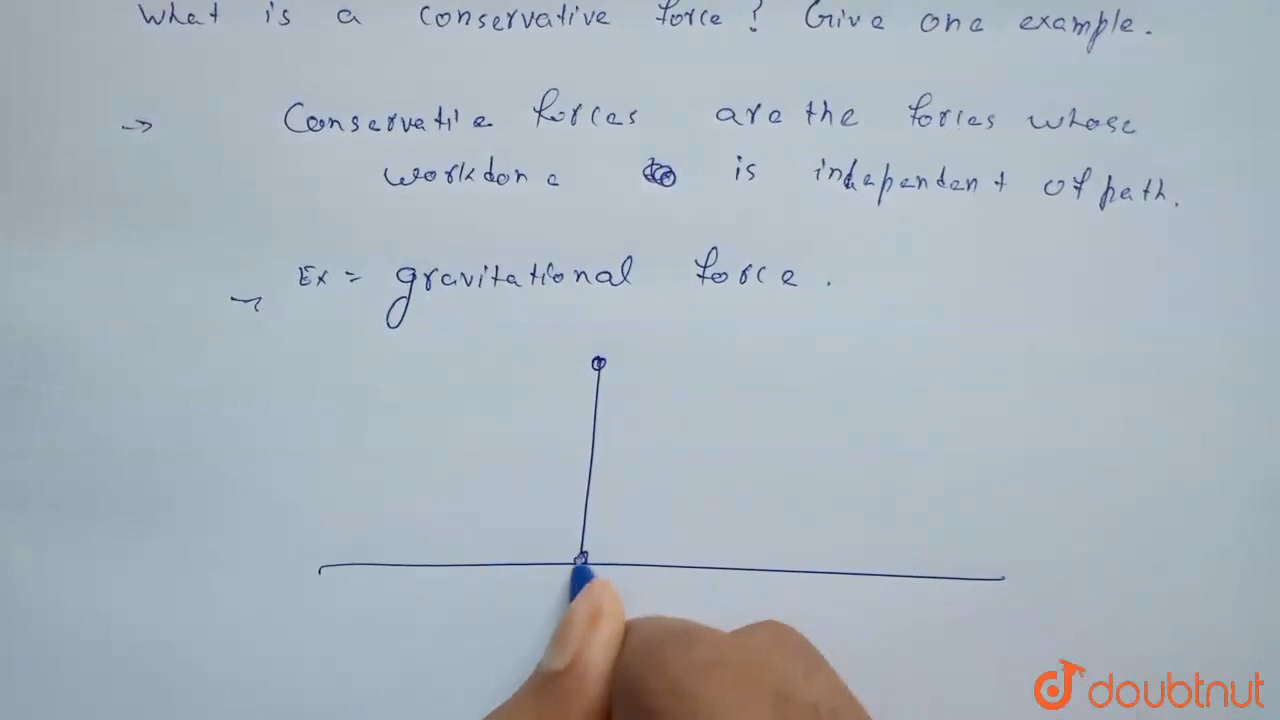 What is a conservative force? Give one example.
→ Conservative forces are the forces whose
workdone is independent of path.
→ Ex = gravitational force.
doubtnut